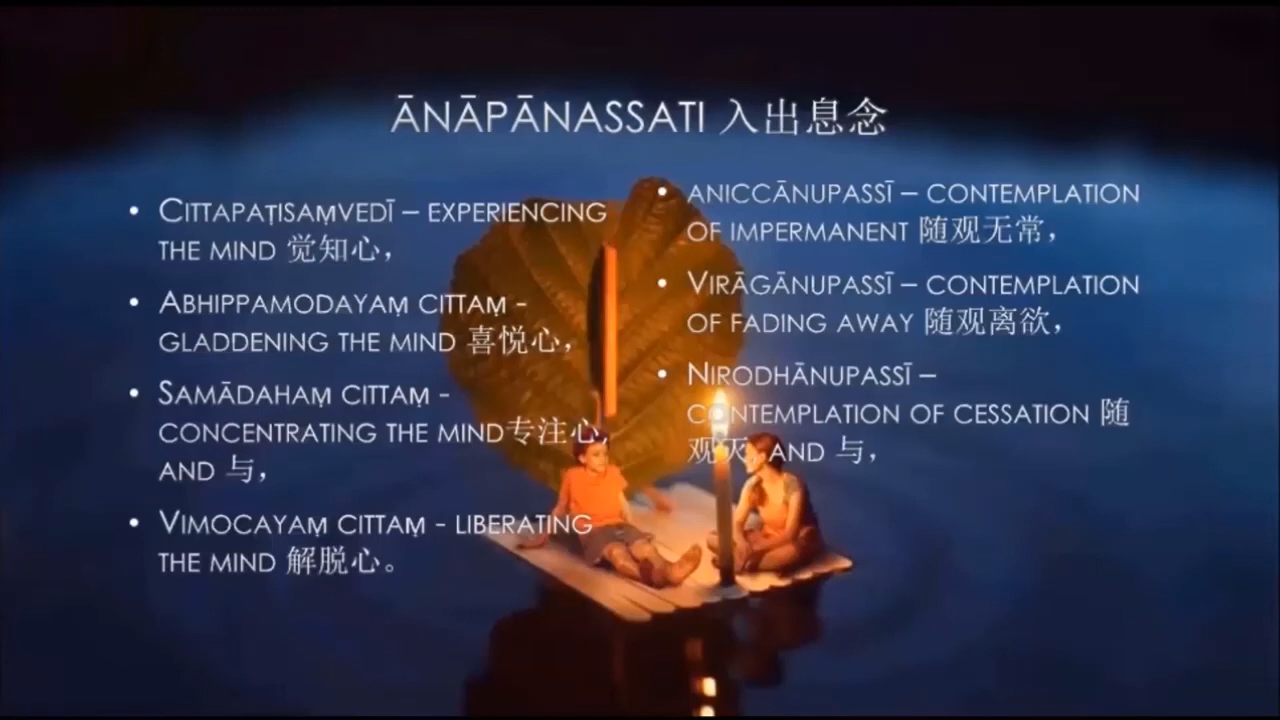 ĀNĀPĀNASSATI 入出息念
• CITTAPAṬISAṂVEDĪ – EXPERIENCING
THE MIND 觉知心，
• ABHIPPAMODAYAṂ CITTAṂ -
GLADDENING THE MIND 喜悦心，
• SAMĀDAHAṂ CITTAṂ -
CONCENTRATING THE MIND专注心，
AND 与，
• VIMOCAYAṂ CITTAṂ - LIBERATING
THE MIND 解脱心。
• ANICCĀNUPASSĪ – CONTEMPLATION
OF IMPERMANENT 随观无常，
• VIRĀGĀNUPASSĪ – CONTEMPLATION
OF FADING AWAY 随观离欲，
• NIRODHĀNUPASSĪ –
CONTEMPLATION OF CESSATION 随
观灭，AND 与，